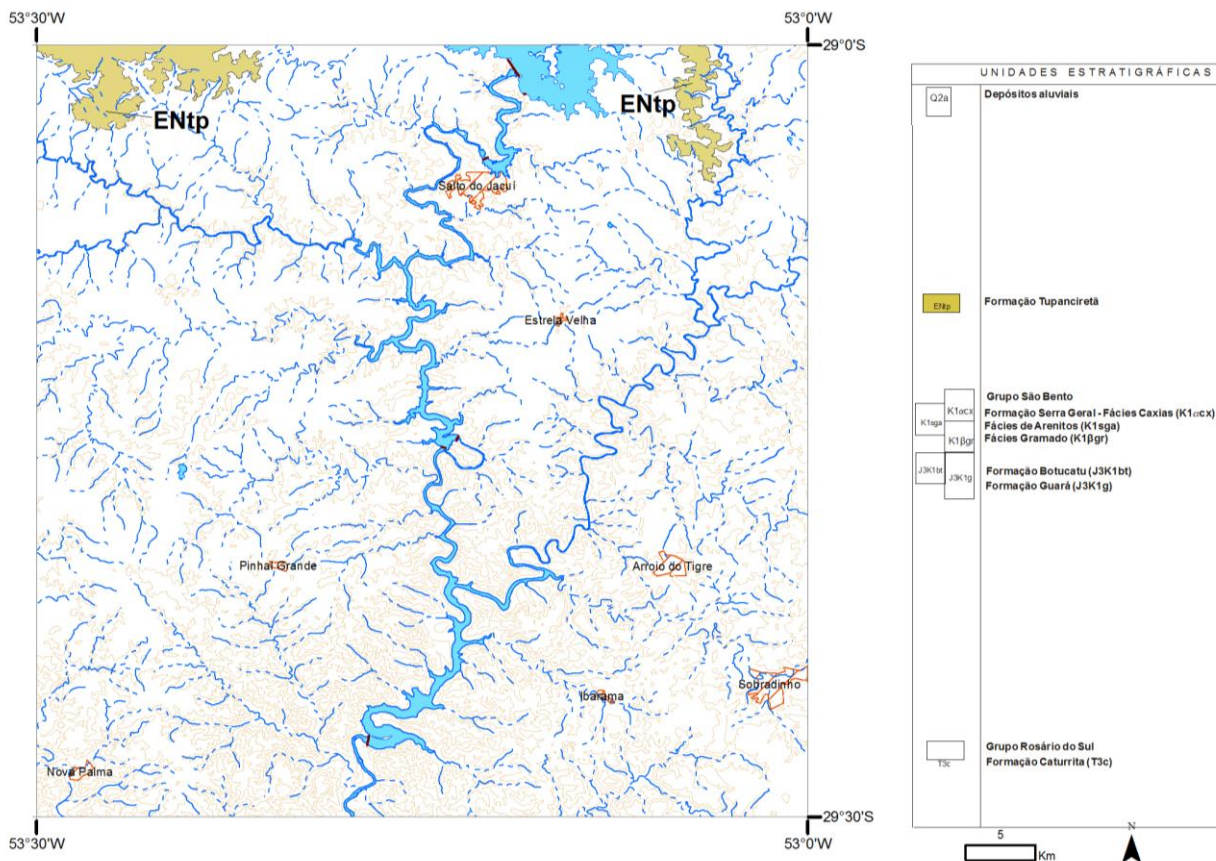 53°30'W
53°0'W
29°0'S
ENtp
ENtp
Salto do Jacuí
Estrela Velha
Pinhal Grande
Arroio do Tigre
Ibarama
Sobradinho
Nova Palma
29°30'S
53°30'W
53°0'W
UNIDADES ESTRATIGRÁFICAS
Q2a
Depósitos aluviais
ENtp
Formação Tupanciretã
Grupo São Bento
K1αcx
Formação Serra Geral - Fácies Caxias (K1αcx)
K1sga
Fácies de Arenitos (K1sga)
K1βgr
Fácies Gramado (K1βgr)
J3K1bt
Formação Botucatu (J3K1bt)
J3K1g
Formação Guará (J3K1g)
Grupo Rosário do Sul
T3c
Formação Caturrita (T3c)
5
Km
N